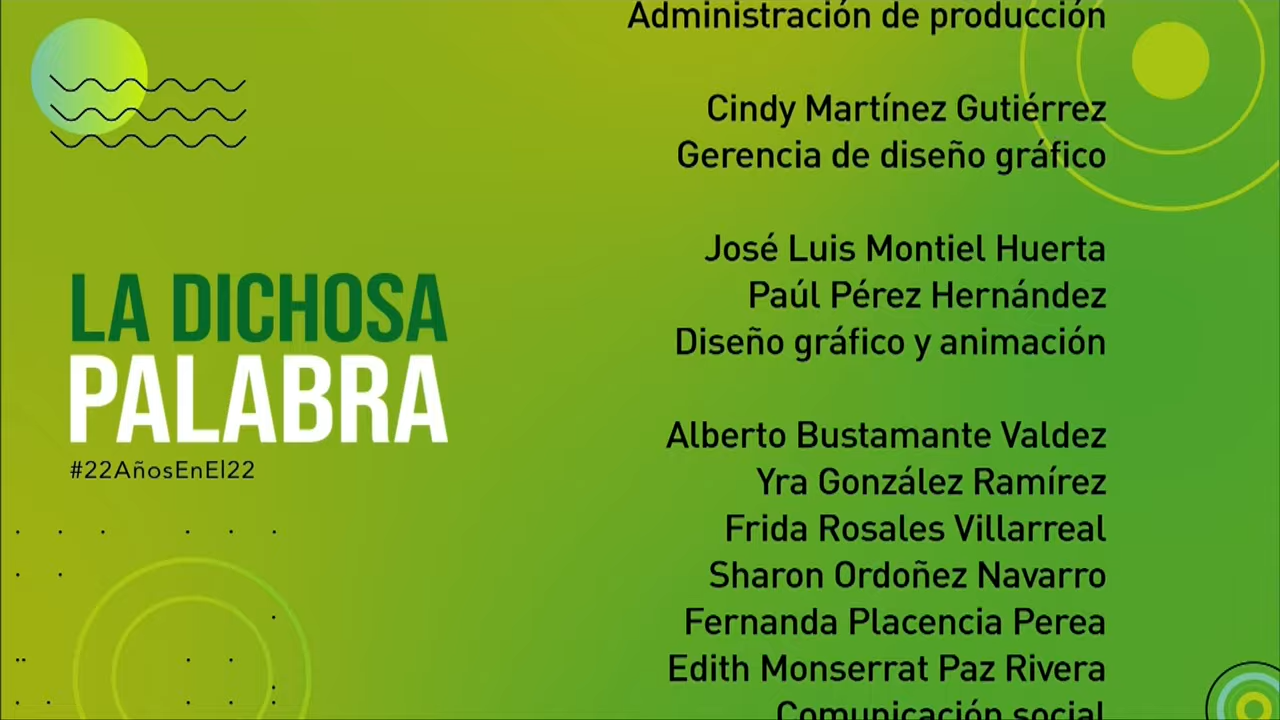 LA DICHOSA
PALABRA
#22AñosEnEl22
Administración de producción
Cindy Martínez Gutiérrez
Gerencia de diseño gráfico
José Luis Montiel Huerta
Paúl Pérez Hernández
Diseño gráfico y animación
Alberto Bustamante Valdez
Yra González Ramírez
Frida Rosales Villarreal
Sharon Ordoñez Navarro
Fernanda Placencia Perea
Edith Monserrat Paz Rivera
Comunicación social